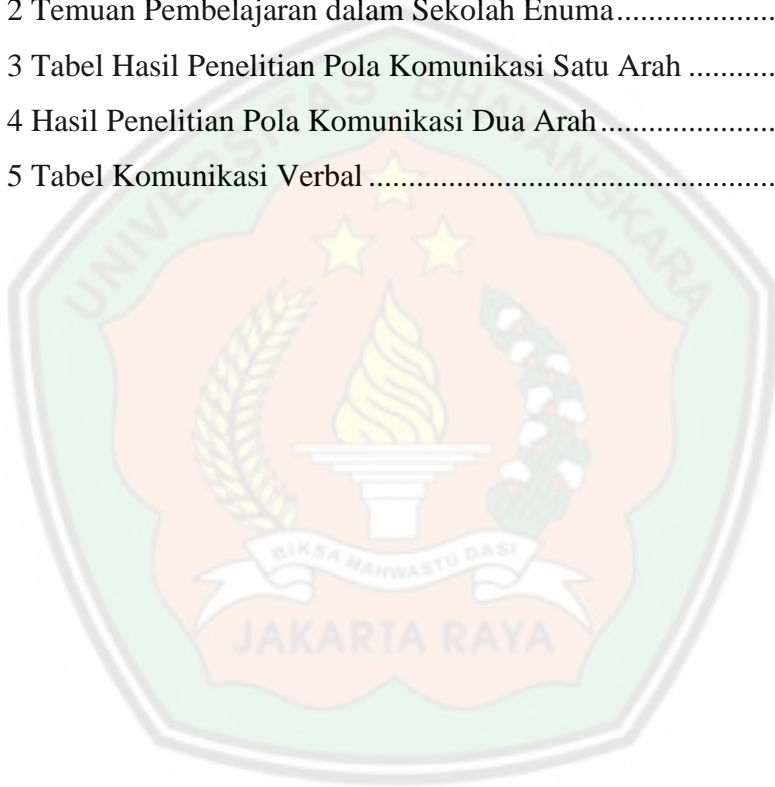 2 Temuan Pembelajaran dalam Sekolah Enuma.....................
3 Tabel Hasil Penelitian Pola Komunikasi Satu Arah ............
4 Hasil Penelitian Pola Komunikasi Dua Arah.......................
5 Tabel Komunikasi Verbal.....................................................
UNIVERSITAS BHAYANGKARA
BIKSA MAHWASTU DASI
JAKARTA RAYA